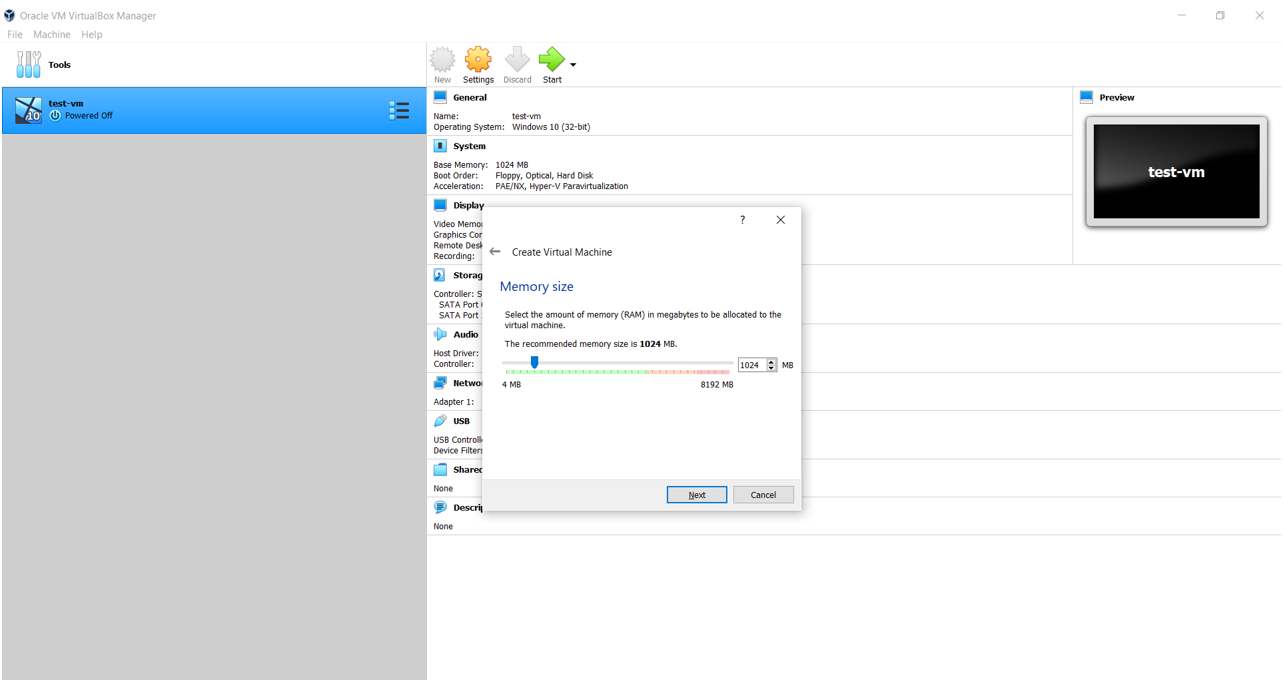 Oracle VM VirtualBox Manager
File Machine Help
Tools
New Settings Discard Start
test-vm
10 Powered Off
General
Name: test-vm
Operating System: Windows 10 (32-bit)
Preview
test-vm
System
Base Memory: 1024 MB
Boot Order: Floppy, Optical, Hard Disk
Acceleration: PAE/NX, Hyper-V Paravirtualization
Display
Video Memo
Graphics Con
Remote Desk
Recording:
Storag
Controller: S
SATA Port
SATA Port
Audio
Host Driver:
Controller:
Netwo
Adapter 1:
USB
USB Controll
Device Filters
Shared
None
Descrip
None
?
Create Virtual Machine
Memory size
Select the amount of memory (RAM) in megabytes to be allocated to the
virtual machine.
The recommended memory size is 1024 MB.
1024 MB
4 MB 8192 MB
Next Cancel